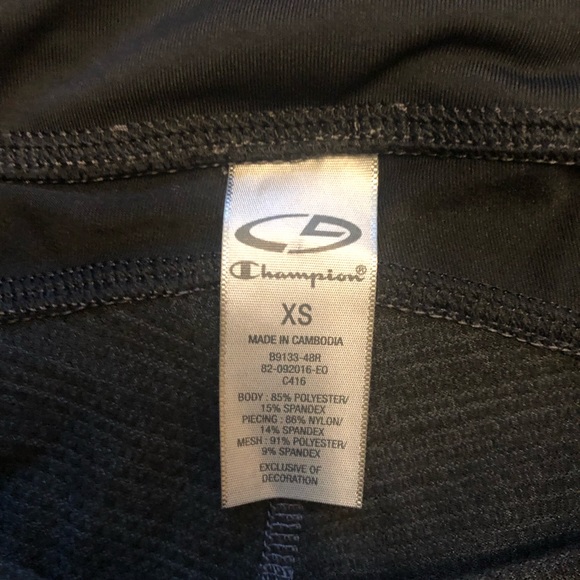 Champion®
XS
MADE IN CAMBODIA
B9133-48R
82-092016-EO
C416
BODY : 85% POLYESTER/
15% SPANDEX
PIECING : 86% NYLON/
14% SPANDEX
MESH : 91% POLYESTER/
9% SPANDEX
EXCLUSIVE OF
DECORATION